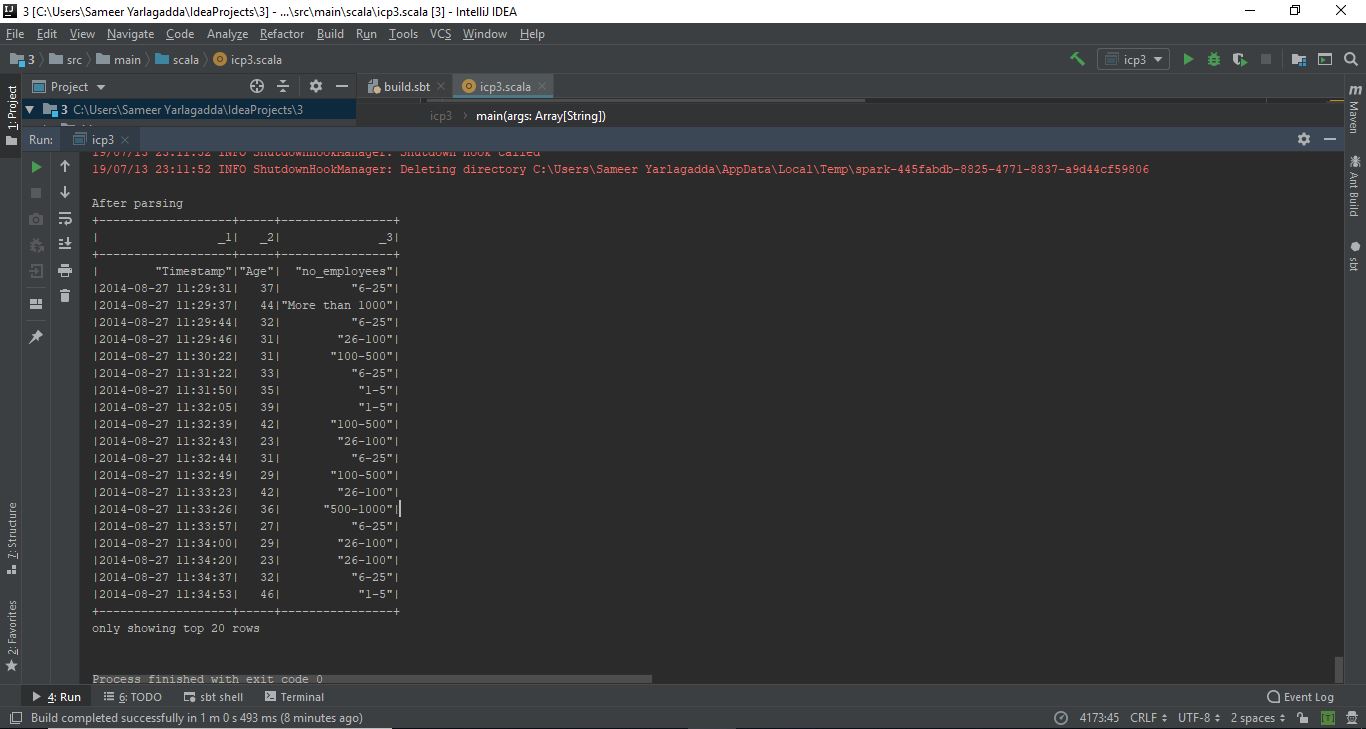 3 [C:\Users\Sameer Yarlagadda\IdeaProjects\3] - ...\src\main\scala\icp3.scala [3] - IntelliJ IDEA
File Edit View Navigate Code Analyze Refactor Build Run Tools VCS Window Help
3 src main scala icp3.scala icp3
Project build.sbt icp3.scala
3 C:\Users\Sameer Yarlagadda\IdeaProjects\3
icp3 main(args: Array[String])
1: Project
Maven
Ant Build
sbt
Run: icp3
19/07/13 23:11:52 INFO ShutdownHookManager: Shutdown hook called
19/07/13 23:11:52 INFO ShutdownHookManager: Deleting directory C:\Users\Sameer Yarlagadda\AppData\Local\Temp\spark-445fabdb-8825-4771-8837-a9d44cf59806
After parsing
+-------------------+-----+----------------+
| _1| _2| _3|
+-------------------+-----+----------------+
| "Timestamp"|"Age"| "no_employees"|
|2014-08-27 11:29:31| 37| "6-25"|
|2014-08-27 11:29:37| 44|"More than 1000"|
|2014-08-27 11:29:44| 32| "6-25"|
|2014-08-27 11:29:46| 31| "26-100"|
|2014-08-27 11:30:22| 31| "100-500"|
|2014-08-27 11:31:22| 33| "6-25"|
|2014-08-27 11:31:50| 35| "1-5"|
|2014-08-27 11:32:05| 39| "1-5"|
|2014-08-27 11:32:39| 42| "100-500"|
|2014-08-27 11:32:43| 23| "26-100"|
|2014-08-27 11:32:44| 31| "6-25"|
|2014-08-27 11:32:49| 29| "100-500"|
|2014-08-27 11:33:23| 42| "26-100"|
|2014-08-27 11:33:26| 36| "500-1000"|
|2014-08-27 11:33:57| 27| "6-25"|
|2014-08-27 11:34:00| 29| "26-100"|
|2014-08-27 11:34:20| 23| "26-100"|
|2014-08-27 11:34:37| 32| "6-25"|
|2014-08-27 11:34:53| 46| "1-5"|
+-------------------+-----+----------------+
only showing top 20 rows
Process finished with exit code 0
7: Structure
2: Favorites
4: Run 6: TODO sbt shell Terminal Event Log
Build completed successfully in 1 m 0 s 493 ms (8 minutes ago) 4173:45 CRLF UTF-8 2 spaces